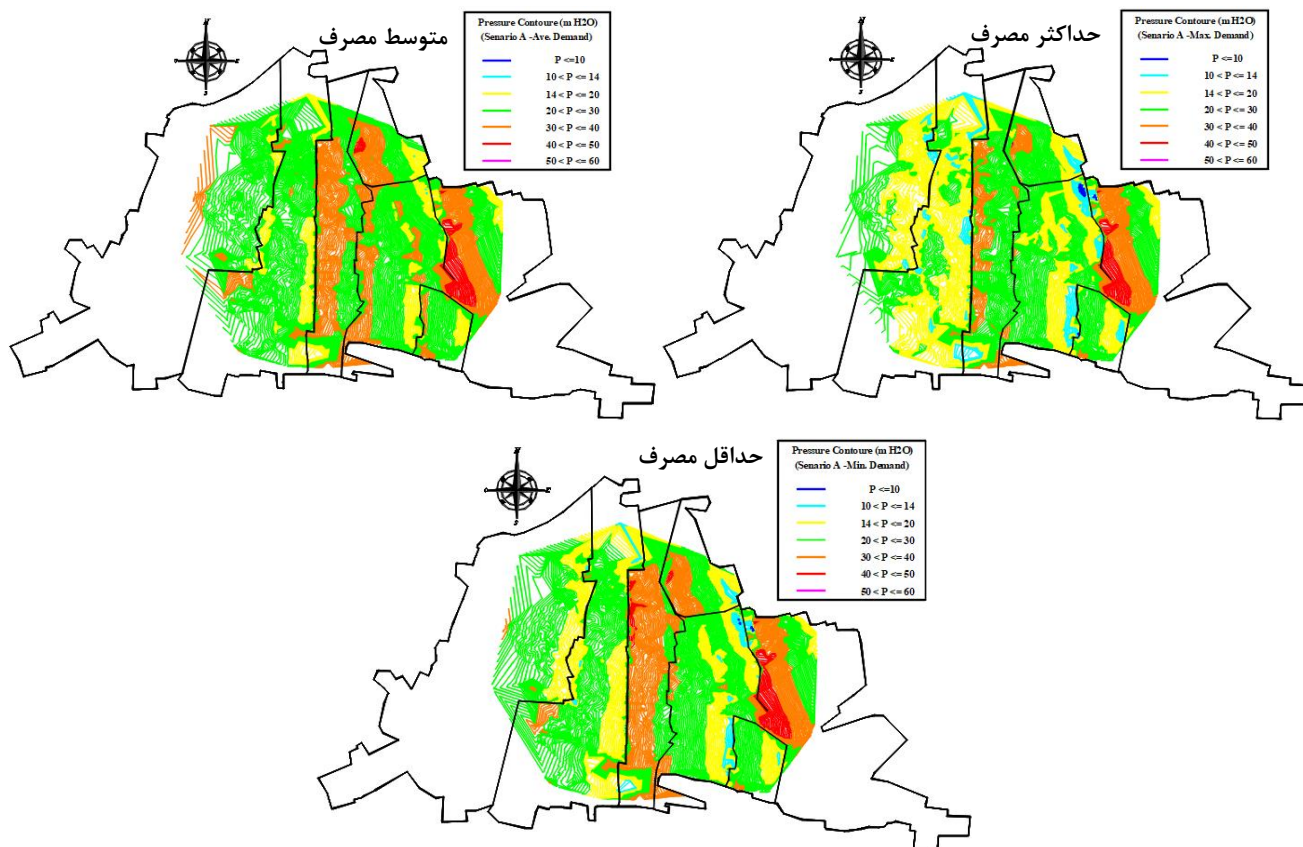 متوسط مصرف
Pressure Contoure (m H2O)
(Senario A -Ave. Demand)
P <=10
10 < P <= 14
14 < P <= 20
20 < P <= 30
30 < P <= 40
40 < P <= 50
50 < P <= 60
حداکثر مصرف
Pressure Contoure (m H2O)
(Senario A -Max. Demand)
P <=10
10 < P <= 14
14 < P <= 20
20 < P <= 30
30 < P <= 40
40 < P <= 50
50 < P <= 60
حداقل مصرف
Pressure Contoure (m H2O)
(Senario A -Min. Demand)
P <=10
10 < P <= 14
14 < P <= 20
20 < P <= 30
30 < P <= 40
40 < P <= 50
50 < P <= 60